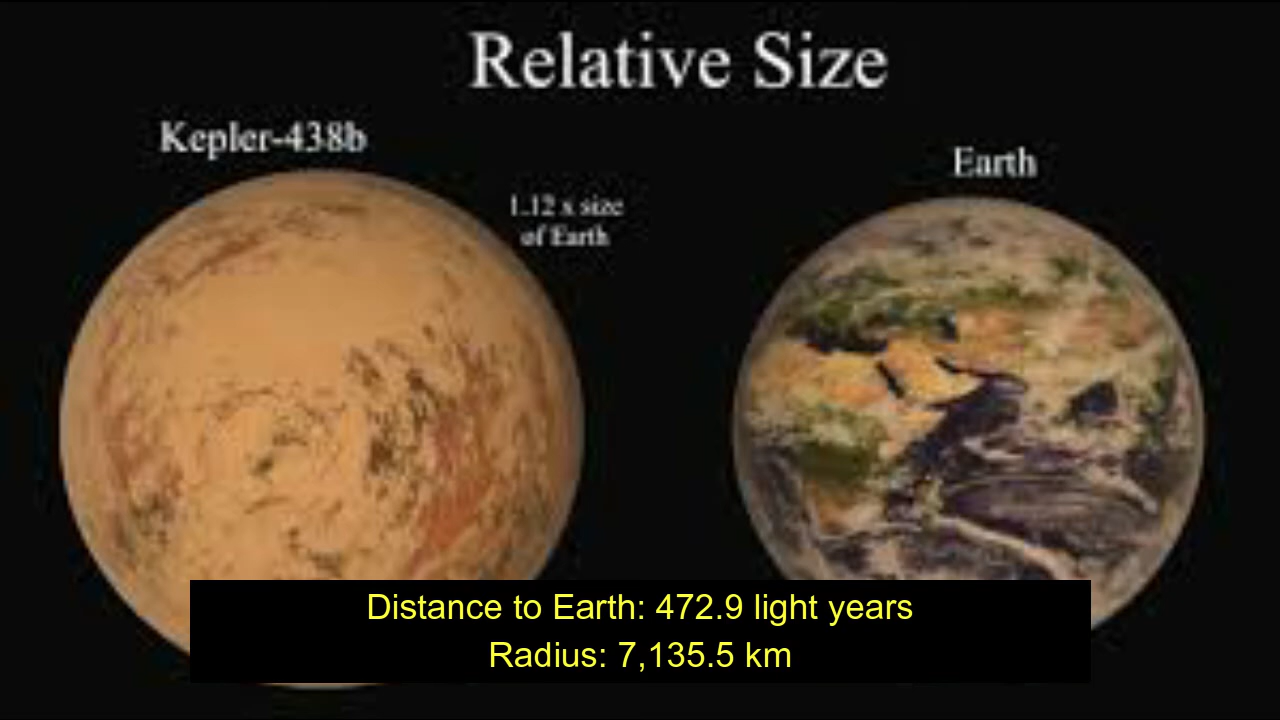 Relative Size
Kepler-438b
Earth
1.12 x size
of Earth
Distance to Earth: 472.9 light years
Radius: 7,135.5 km